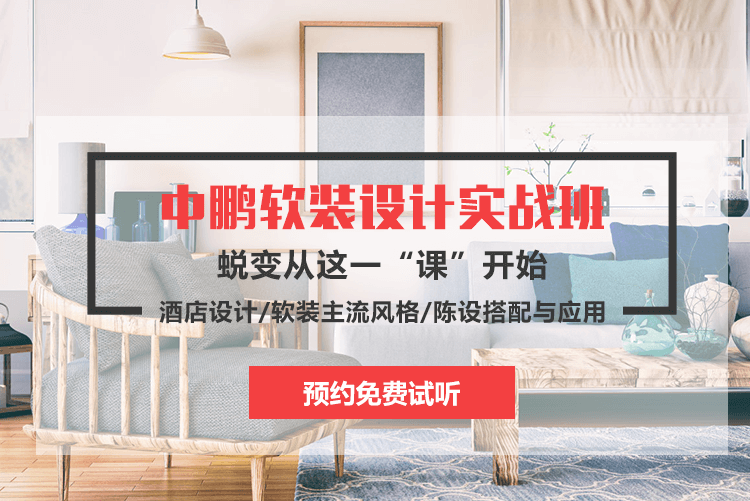 中鹏软装设计实战班
蜕变从这一“课”开始
酒店设计/软装主流风格/陈设搭配与应用
预约免费试听